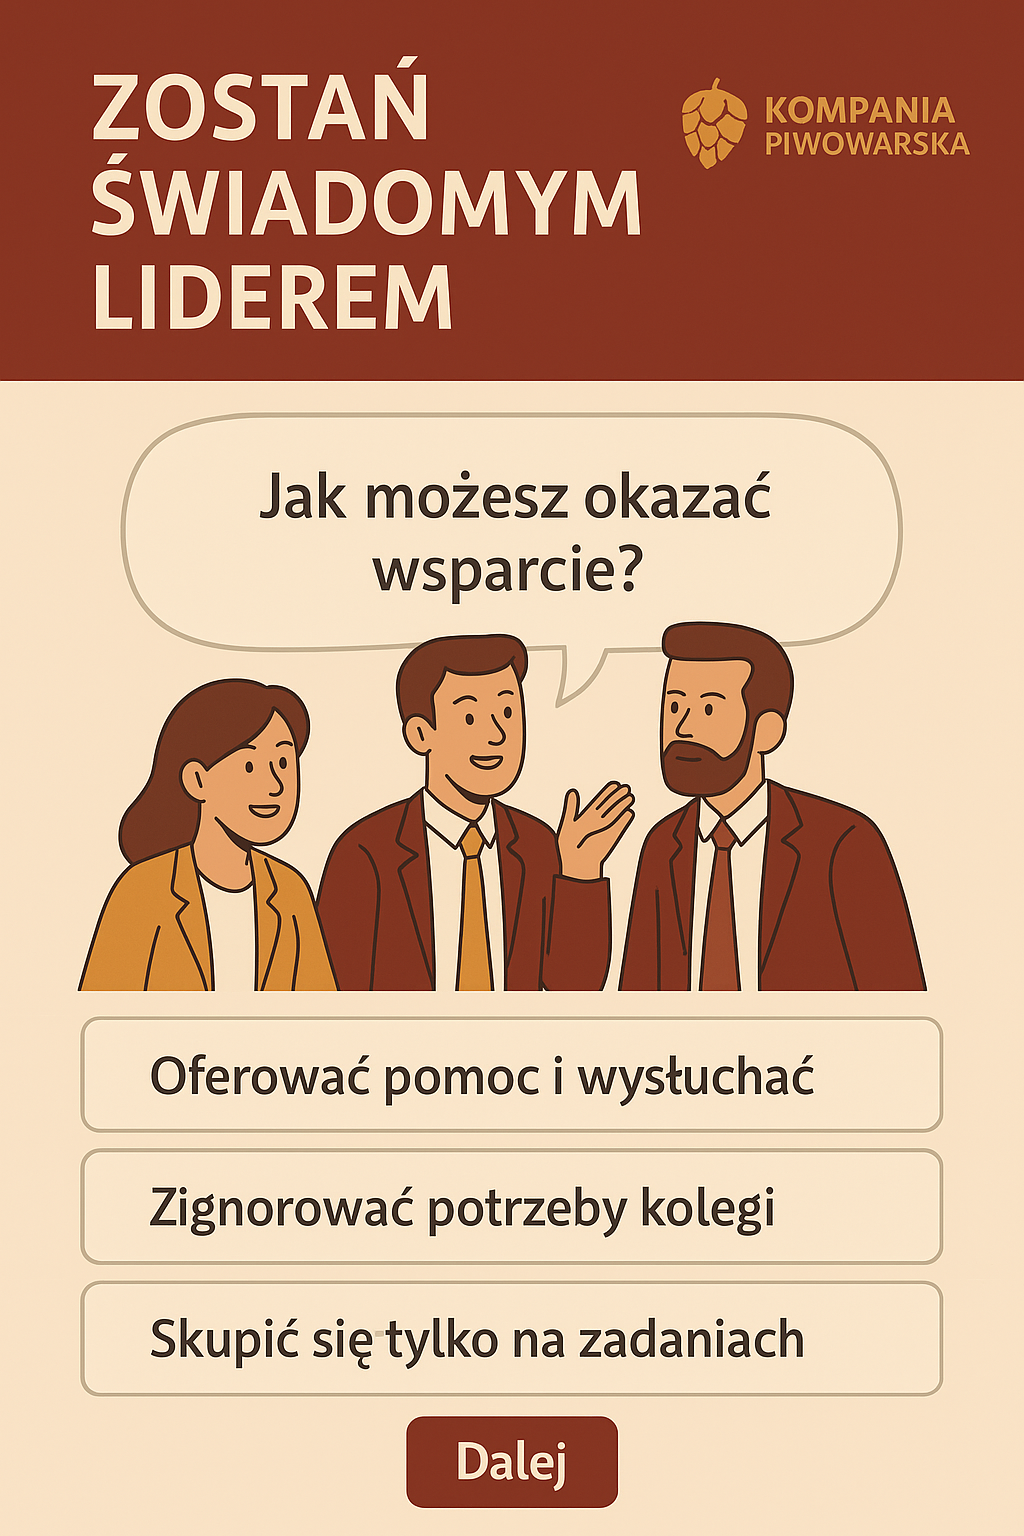 ZOSTAŃ
ŚWIADOMYM
LIDEREM
KOMPANIA
PIWOWARSKA
Jak możesz okazać
wsparcie?
Oferować pomoc i wysłuchać
Zignorować potrzeby kolegi
Skupić się tylko na zadaniach
Dalej